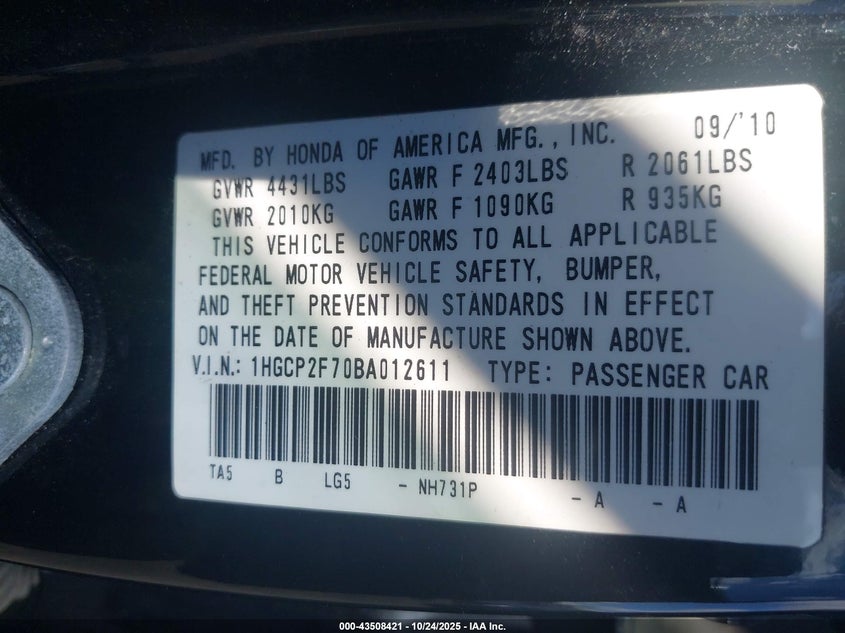 MFD. BY HONDA OF AMERICA MFG., INC. 09/'10
GVWR 4431LBS GAWR F 2403LBS R 2061LBS
GVWR 2010KG GAWR F 1090KG R 935KG
THIS VEHICLE CONFORMS TO ALL APPLICABLE
FEDERAL MOTOR VEHICLE SAFETY, BUMPER,
AND THEFT PREVENTION STANDARDS IN EFFECT
ON THE DATE OF MANUFACTURE SHOWN ABOVE.
V.I.N.: 1HGCP2F70BA012611 TYPE: PASSENGER CAR
TA5 B LG5 - NH731P - A - A
000-43508421 - 10/24/2025 - IAA Inc.